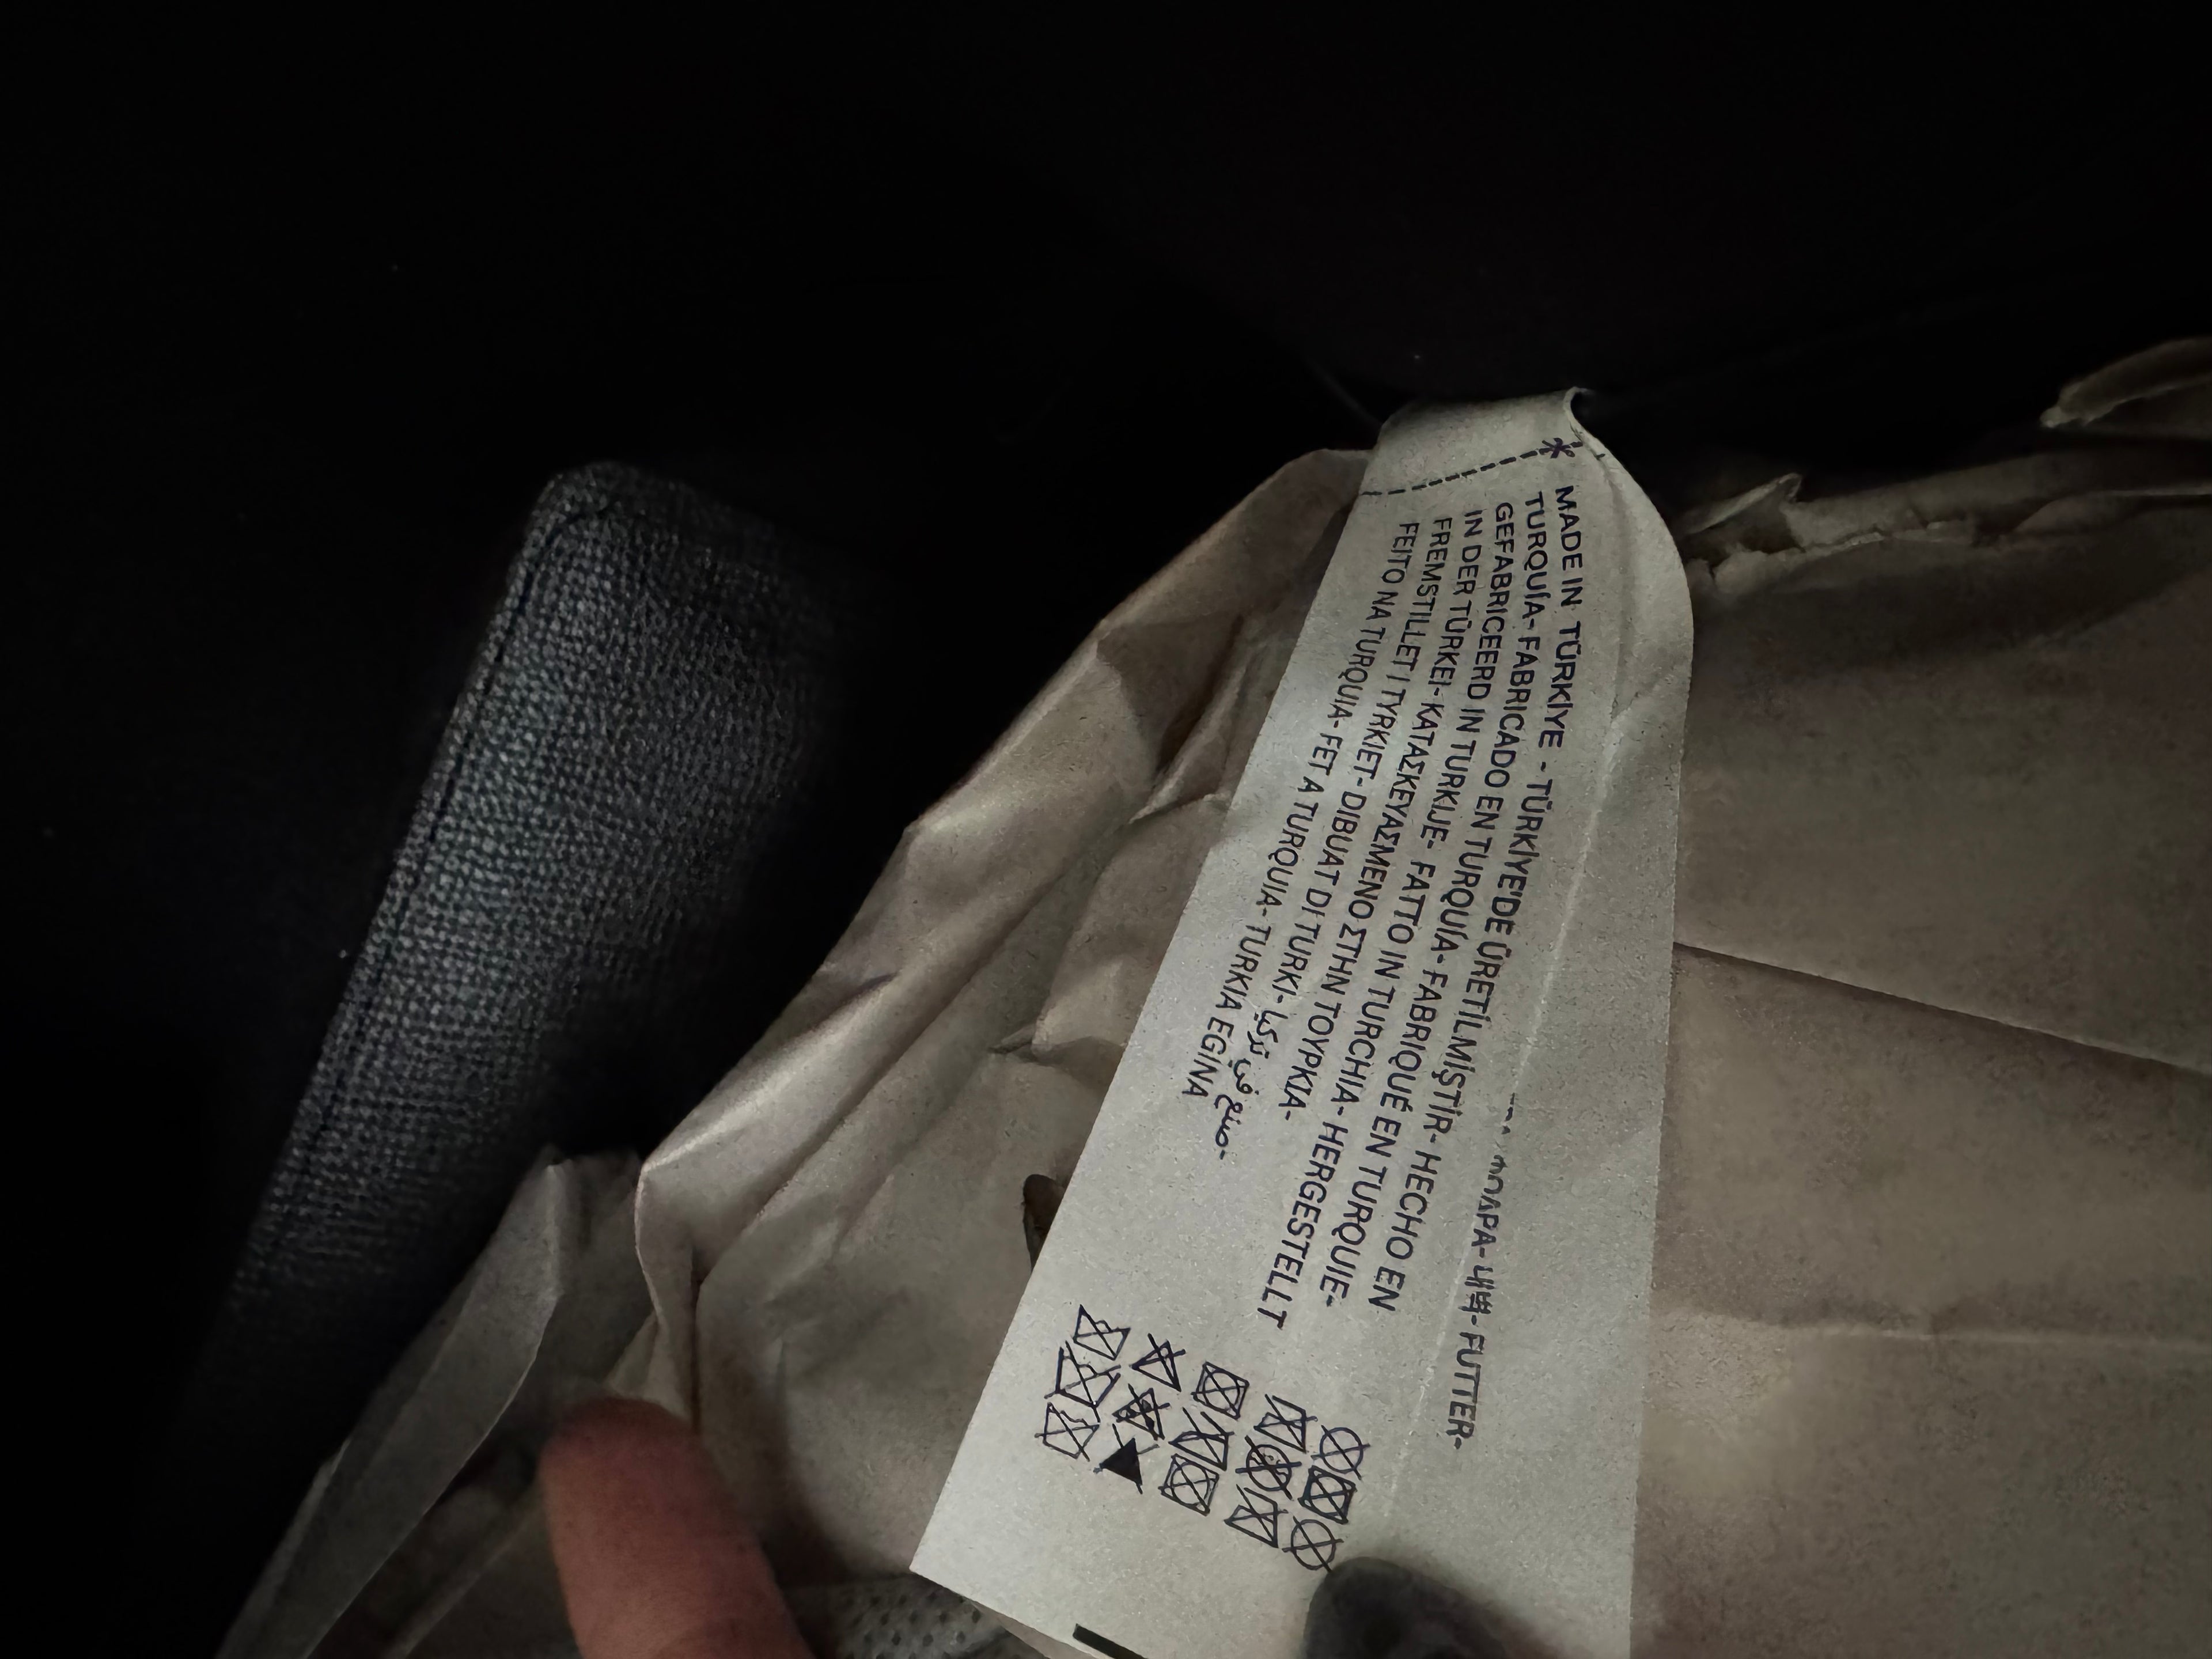 MADE IN TÜRKİYE - TÜRKİYE'DE ÜRETİLMİŞTİR- HECHO EN
TURQUÍA- FABRICADO EN TURQUÍA- FABRIQUÉ EN TURQUIE-
GEFABRICEERD IN TURKIJE- FATTO IN TURCHIA- HERGESTELLT
IN DER TÜRKEI- ΚΑΤΑΣΚΕΥΑΣΜΕΝΟ ΣΤΗΝ ΤΟΥΡΚΙΑ-
FREMSTILLET I TYRKIET- DIBUAT DI TURKI- صنع في تركيا-
FEITO NA TURQUIA- FET A TURQUIA- TURKIA EGINA
내벽- FUTTER-